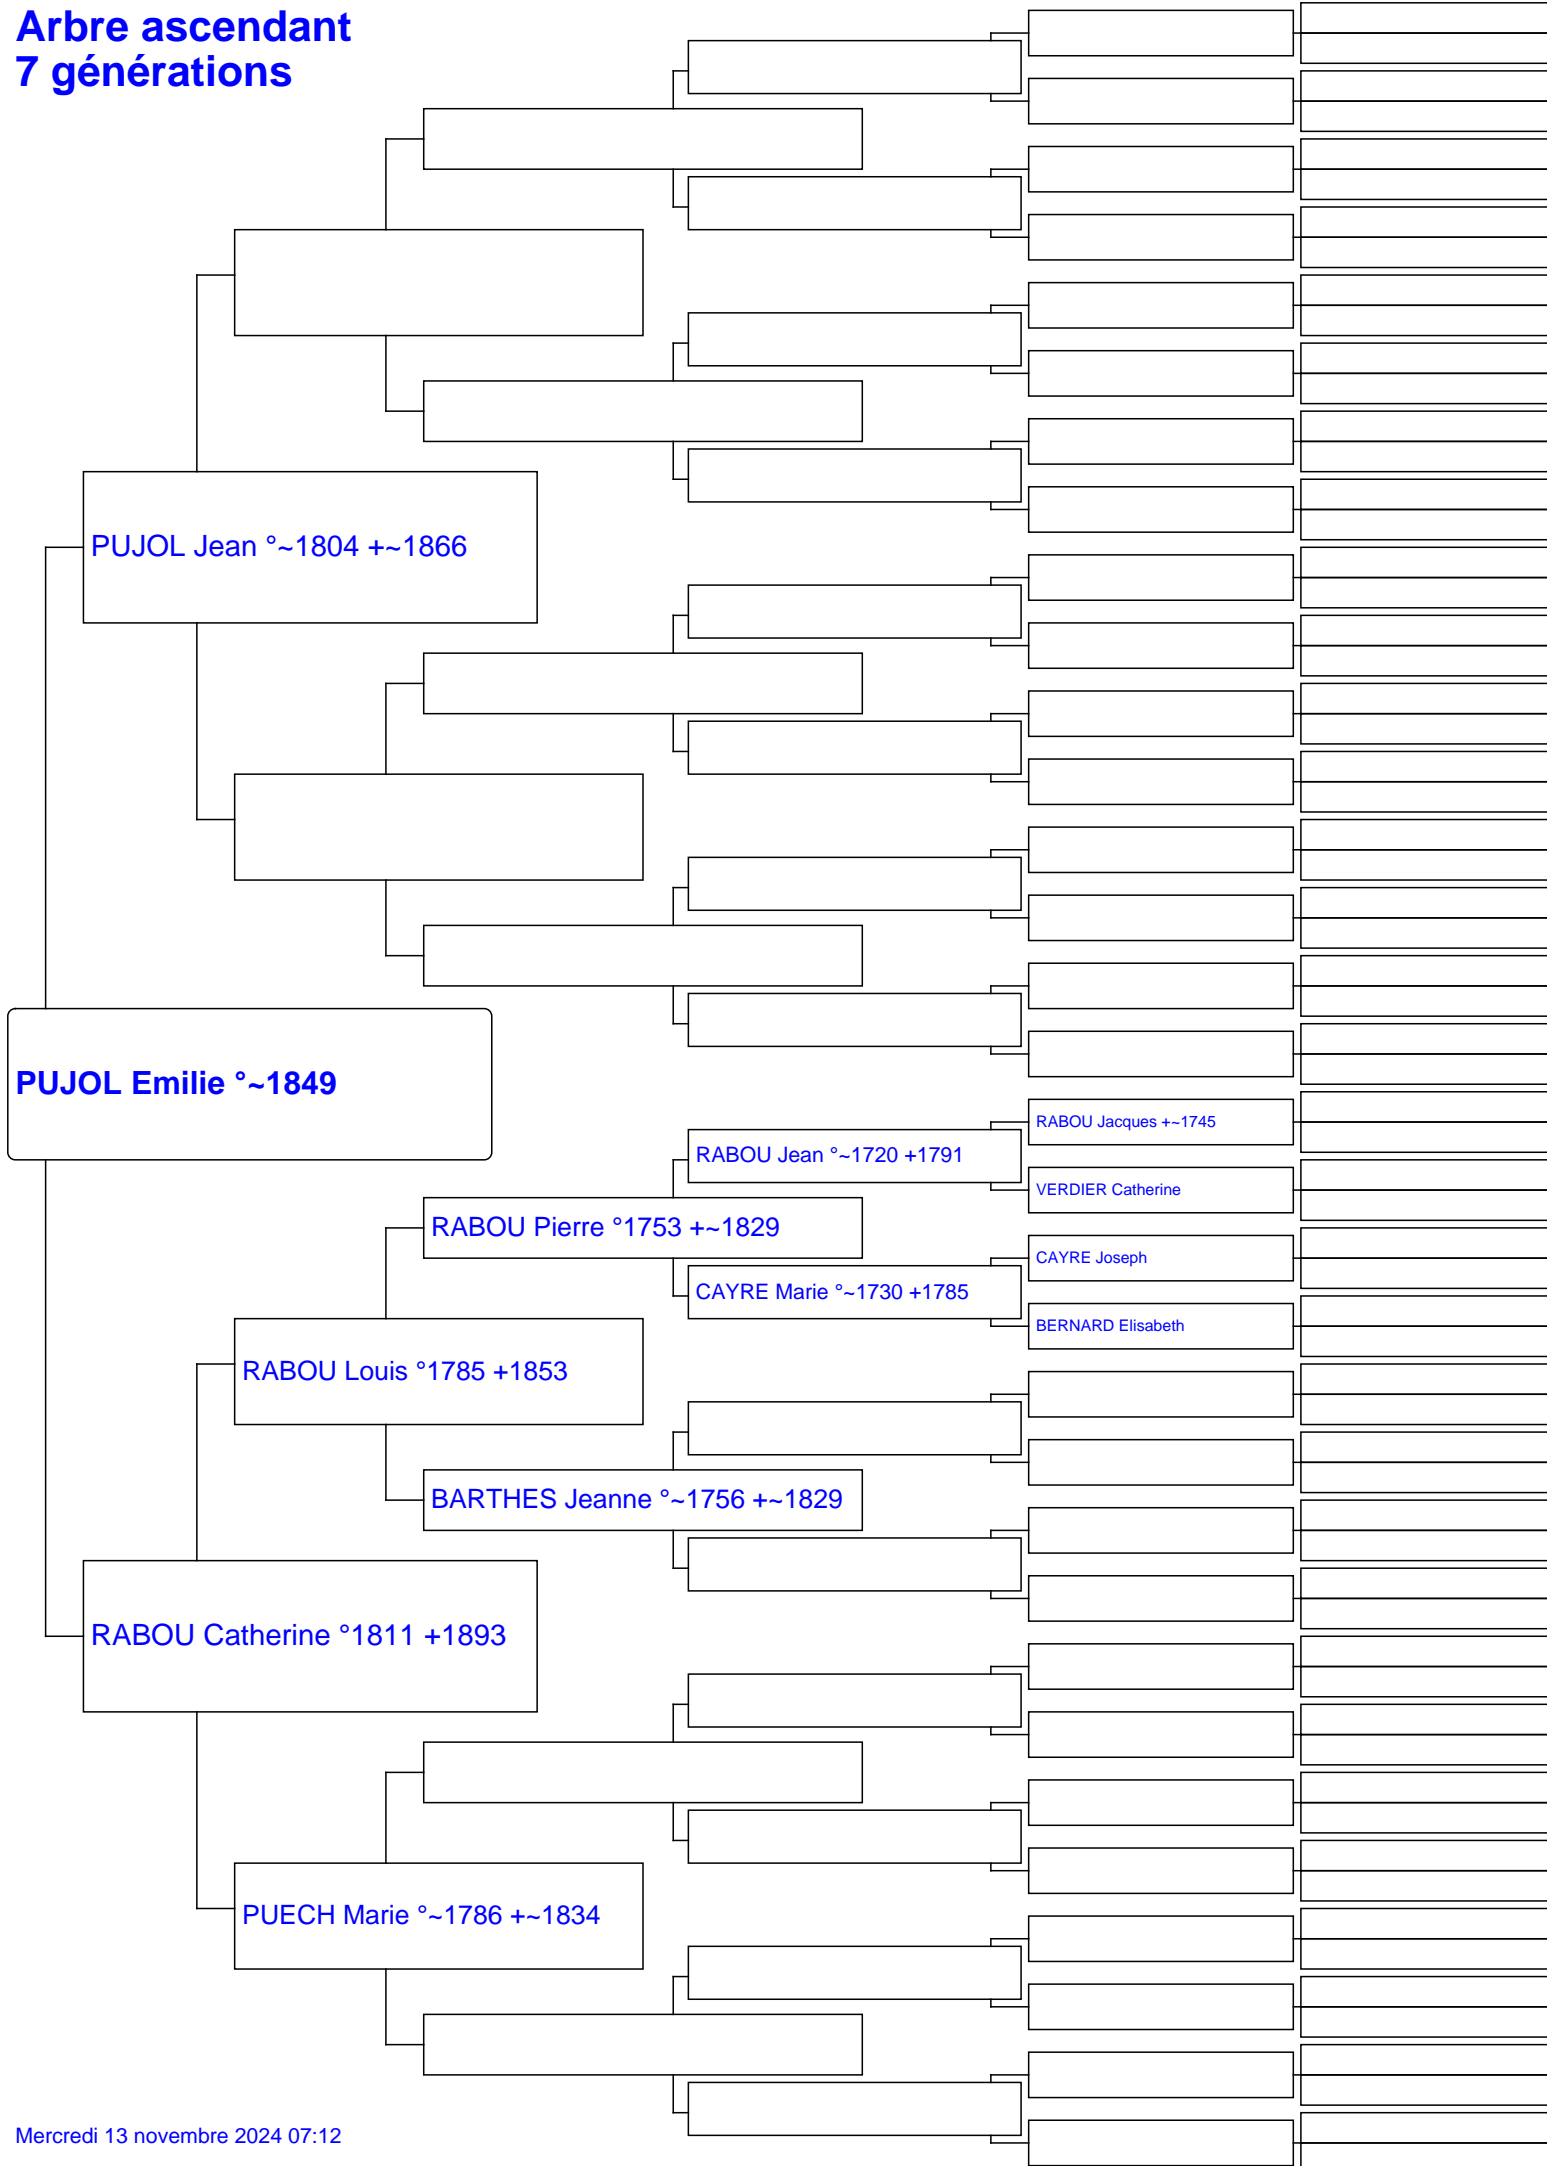 Arbre ascendant
7 générations
PUJOL Jean °~1804 +~1866
PUJOL Emilie °~1849
RABOU Jacques +~1745
RABOU Jean °~1720 +1791
VERDIER Catherine
RABOU Pierre °1753 +~1829
CAYRE Joseph
CAYRE Marie °~1730 +1785
BERNARD Elisabeth
RABOU Louis °1785 +1853
BARTHES Jeanne °~1756 +~1829
RABOU Catherine °1811 +1893
PUECH Marie °~1786 +~1834
Mercredi 13 novembre 2024 07:12